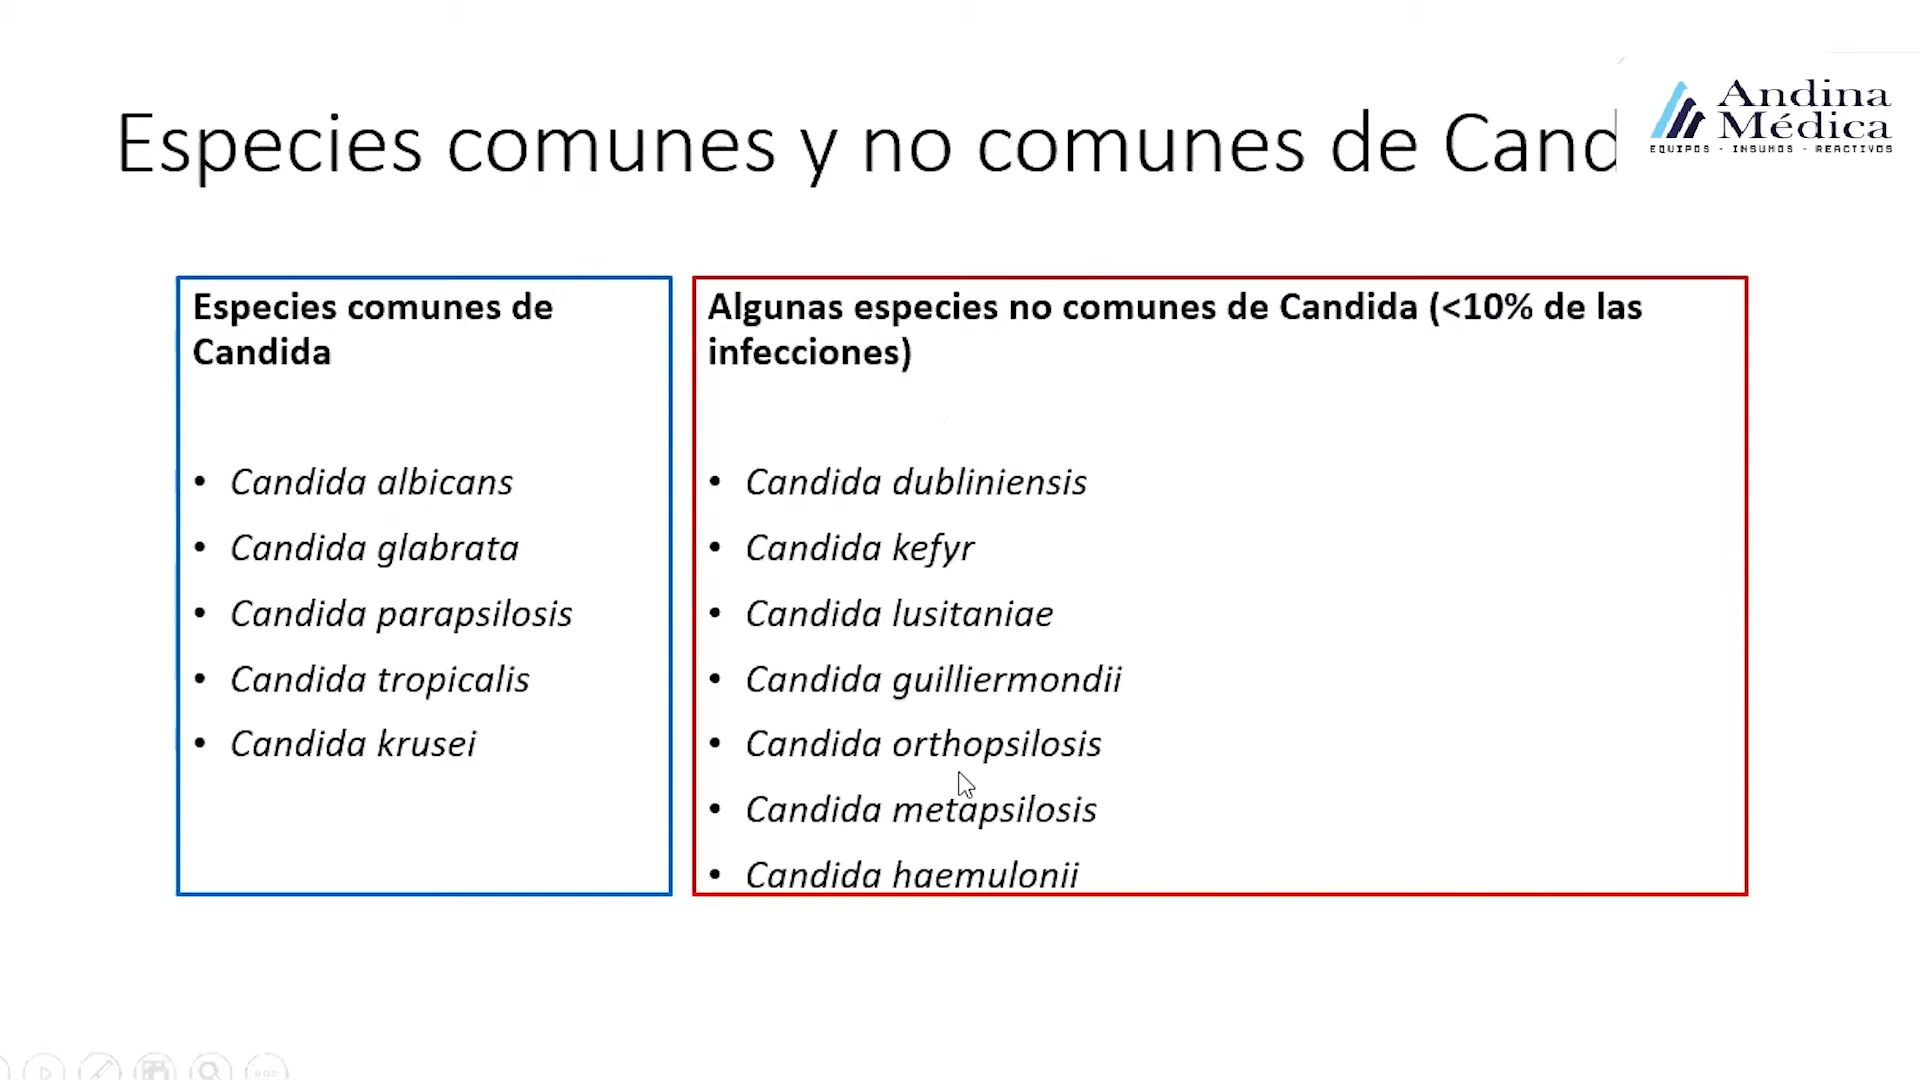 Especies comunes y no comunes de Cand
Andina
Médica
EQUIPOS - INSUMOS - REACTIVOS
Especies comunes de
Candida
• Candida albicans
• Candida glabrata
• Candida parapsilosis
• Candida tropicalis
• Candida krusei
Algunas especies no comunes de Candida (<10% de las
infecciones)
• Candida dubliniensis
• Candida kefyr
• Candida lusitaniae
• Candida guilliermondii
• Candida orthopsilosis
• Candida metapsilosis
• Candida haemulonii